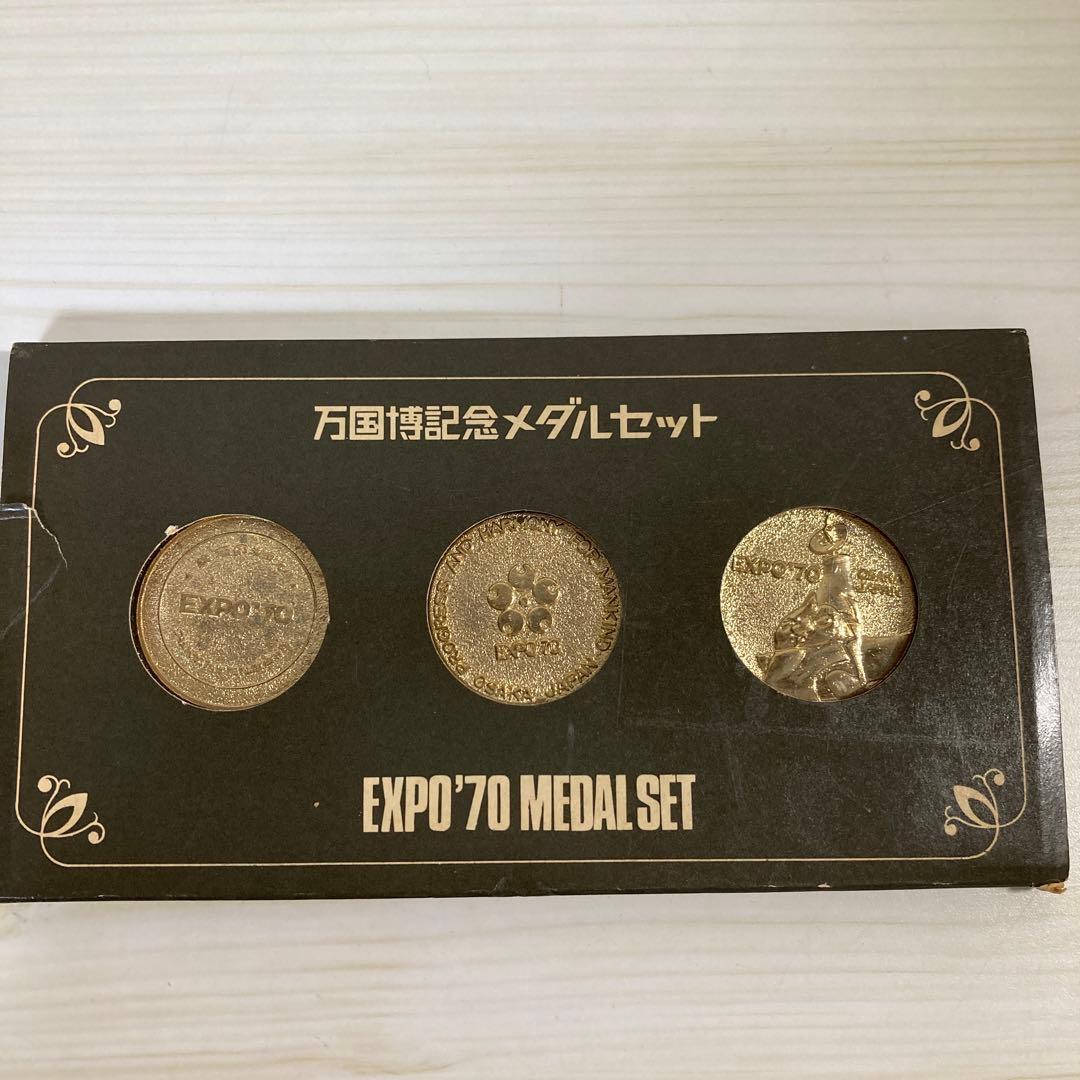 万国博記念メダルセット
EXPO'70
PROGRESS AND HARMONY FOR MANKIND
EXPO'70
OSAKA JAPAN
EXPO'70
OSAKA
JAPAN
EXPO'70 MEDAL SET